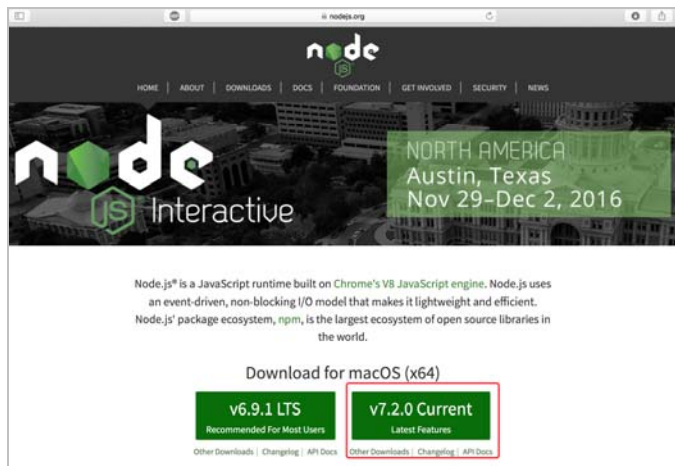 nodejs.org
node
JS
HOME | ABOUT | DOWNLOADS | DOCS | FOUNDATION | GET INVOLVED | SECURITY | NEWS
node
JS Interactive
NORTH AMERICA
Austin, Texas
Nov 29–Dec 2, 2016
Node.js® is a JavaScript runtime built on Chrome's V8 JavaScript engine. Node.js uses
an event-driven, non-blocking I/O model that makes it lightweight and efficient.
Node.js' package ecosystem, npm, is the largest ecosystem of open source libraries in
the world.
Download for macOS (x64)
v6.9.1 LTS
Recommended For Most Users
Other Downloads | Changelog | API Docs
v7.2.0 Current
Latest Features
Other Downloads | Changelog | API Docs